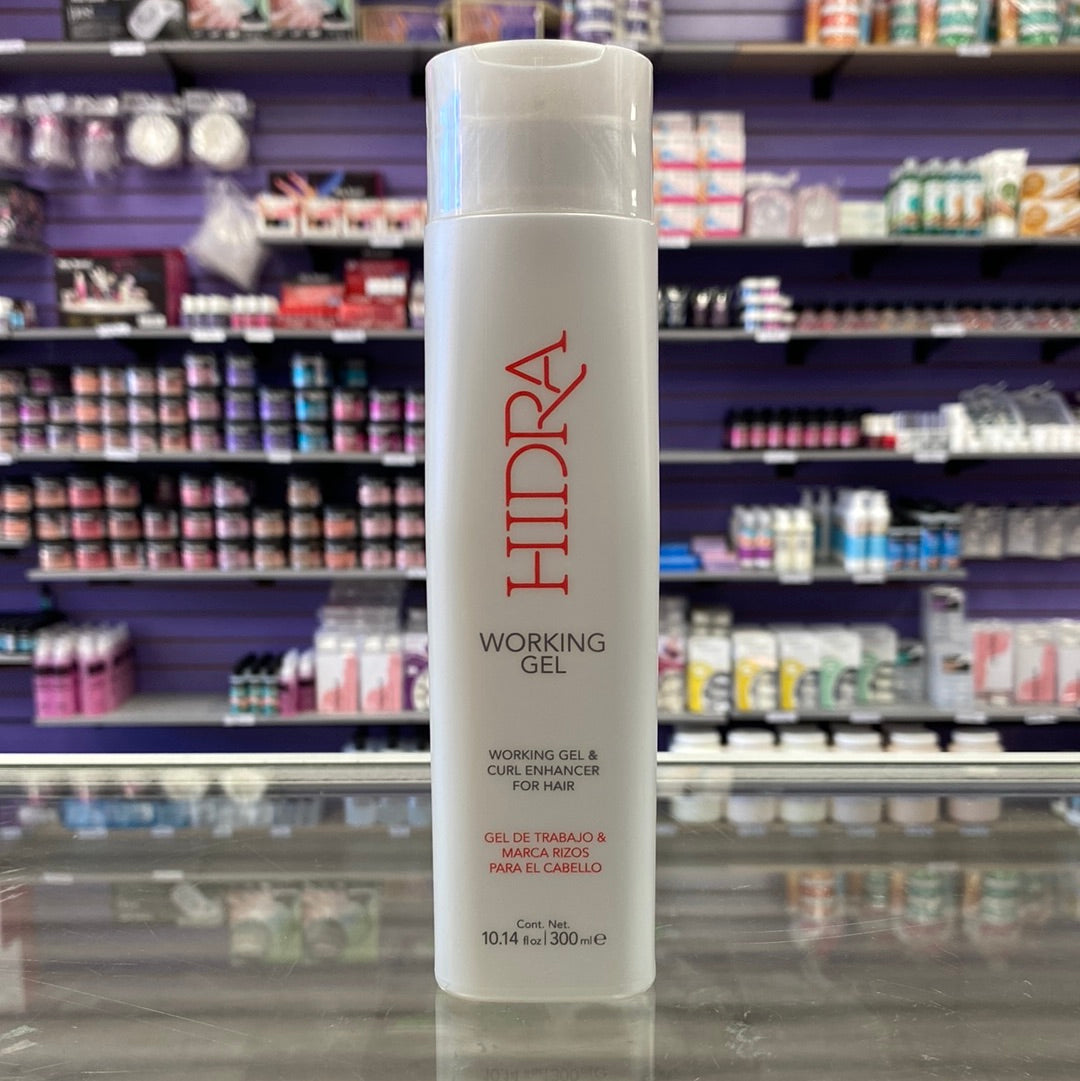 HIDRA
WORKING
GEL
WORKING GEL &
CURL ENHANCER
FOR HAIR
GEL DE TRABAJO &
MARCA RIZOS
PARA EL CABELLO
Cont. Net.
10.14 fl oz | 300 ml ℮